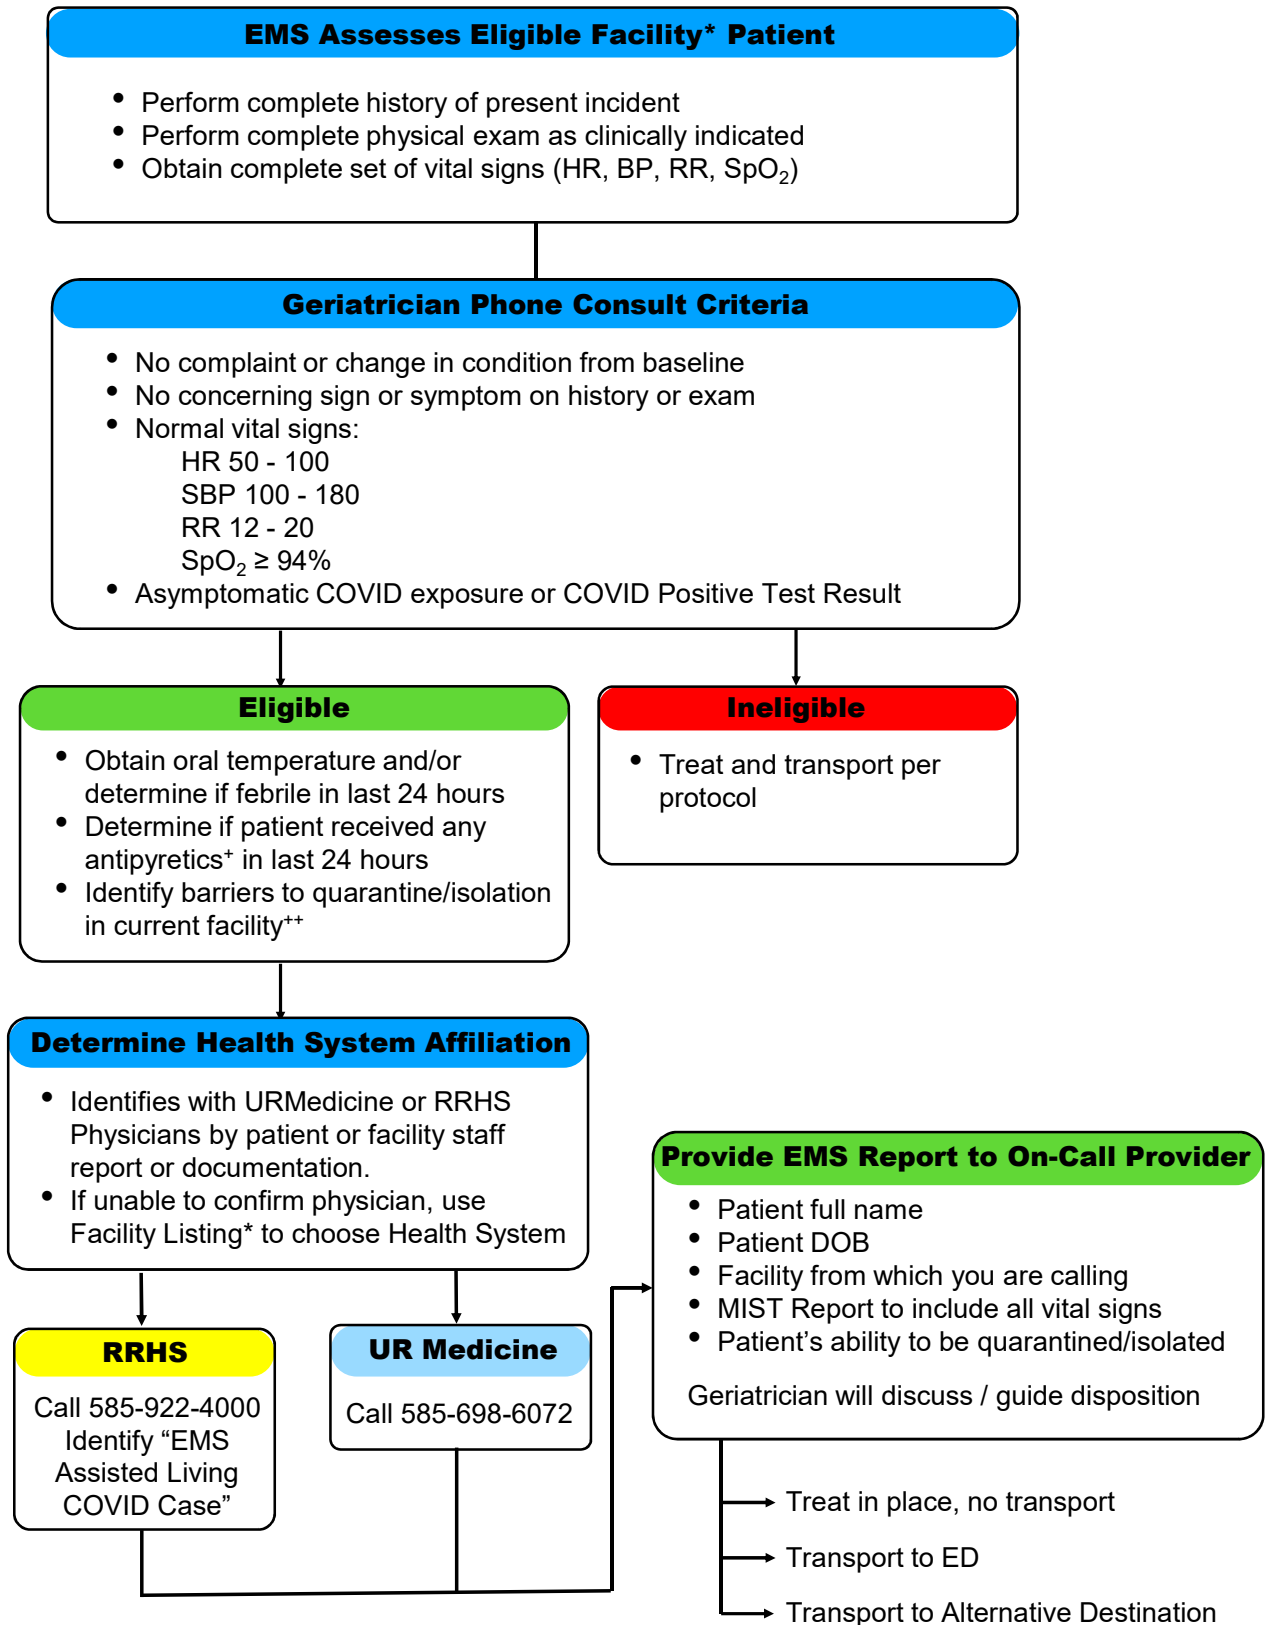 EMS Assesses Eligible Facility* Patient
• Perform complete history of present incident
• Perform complete physical exam as clinically indicated
• Obtain complete set of vital signs (HR, BP, RR, SpO₂)
Geriatrician Phone Consult Criteria
• No complaint or change in condition from baseline
• No concerning sign or symptom on history or exam
• Normal vital signs:
HR 50 - 100
SBP 100 - 180
RR 12 - 20
SpO₂ ≥ 94%
• Asymptomatic COVID exposure or COVID Positive Test Result
Eligible
• Obtain oral temperature and/or
determine if febrile in last 24 hours
• Determine if patient received any
antipyretics⁺ in last 24 hours
• Identify barriers to quarantine/isolation
in current facility⁺⁺
Ineligible
• Treat and transport per
protocol
Determine Health System Affiliation
• Identifies with URMedicine or RRHS
Physicians by patient or facility staff
report or documentation.
• If unable to confirm physician, use
Facility Listing* to choose Health System
RRHS
Call 585-922-4000
Identify “EMS
Assisted Living
COVID Case”
UR Medicine
Call 585-698-6072
Provide EMS Report to On-Call Provider
• Patient full name
• Patient DOB
• Facility from which you are calling
• MIST Report to include all vital signs
• Patient’s ability to be quarantined/isolated
Geriatrician will discuss / guide disposition
Treat in place, no transport
Transport to ED
Transport to Alternative Destination